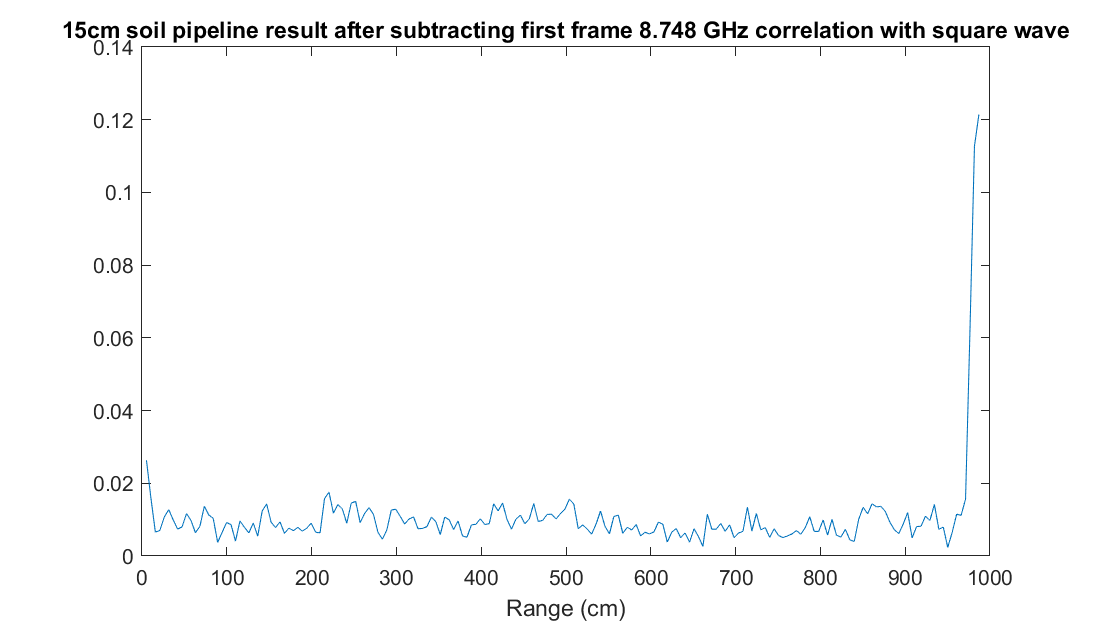 15cm soil pipeline result after subtracting first frame 8.748 GHz correlation with square wave
0.14
0.12
0.1
0.08
0.06
0.04
0.02
0
0 100 200 300 400 500 600 700 800 900 1000
Range (cm)